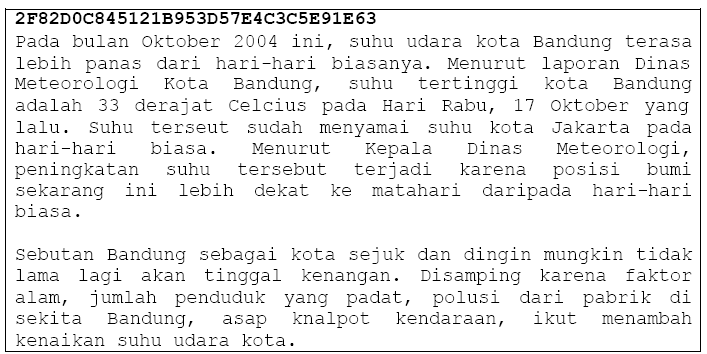 2F82D0C845121B953D57E4C3C5E91E63
Pada bulan Oktober 2004 ini, suhu udara kota Bandung terasa
lebih panas dari hari-hari biasanya. Menurut laporan Dinas
Meteorologi Kota Bandung, suhu tertinggi kota Bandung
adalah 33 derajat Celcius pada Hari Rabu, 17 Oktober yang
lalu. Suhu terseut sudah menyamai suhu kota Jakarta pada
hari-hari biasa. Menurut Kepala Dinas Meteorologi,
peningkatan suhu tersebut terjadi karena posisi bumi
sekarang ini lebih dekat ke matahari daripada hari-hari
biasa.
Sebutan Bandung sebagai kota sejuk dan dingin mungkin tidak
lama lagi akan tinggal kenangan. Disamping karena faktor
alam, jumlah penduduk yang padat, polusi dari pabrik di
sekita Bandung, asap knalpot kendaraan, ikut menambah
kenaikan suhu udara kota.